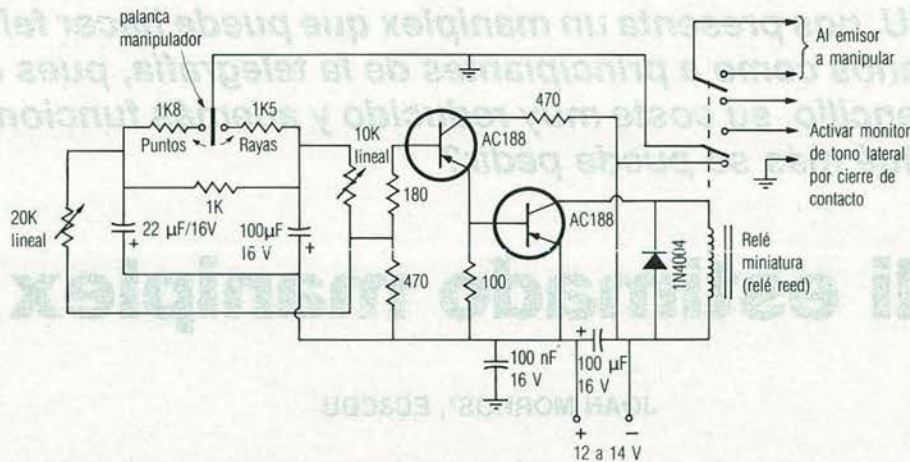 palanca
manipulador
1K8
1K5
Puntos
Rayas
1K
20K
lineal
22 µF/16V
+
100µF
16 V
+
10K
lineal
180
470
AC188
470
AC188
100
1N4004
Relé
miniatura
(relé reed)
Al emisor
a manipular
Activar monitor
de tono lateral
por cierre de
contacto
100 nF
16 V
+
100 µF
16 V
+
−
12 a 14 V